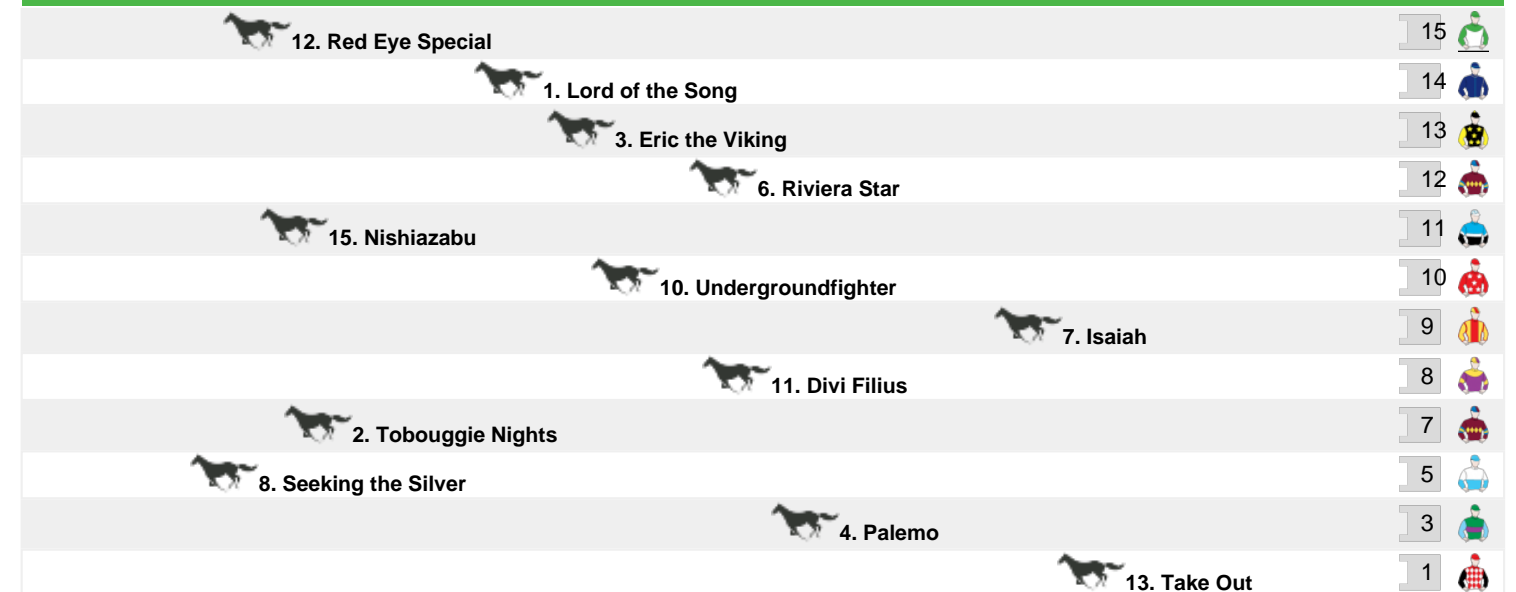 12. Red Eye Special 15
1. Lord of the Song 14
3. Eric the Viking 13
6. Riviera Star 12
15. Nishiazabu 11
10. Undergroundfighter 10
7. Isaiah 9
11. Divi Filius 8
2. Tobouggie Nights 7
8. Seeking the Silver 5
4. Palemo 3
13. Take Out 1